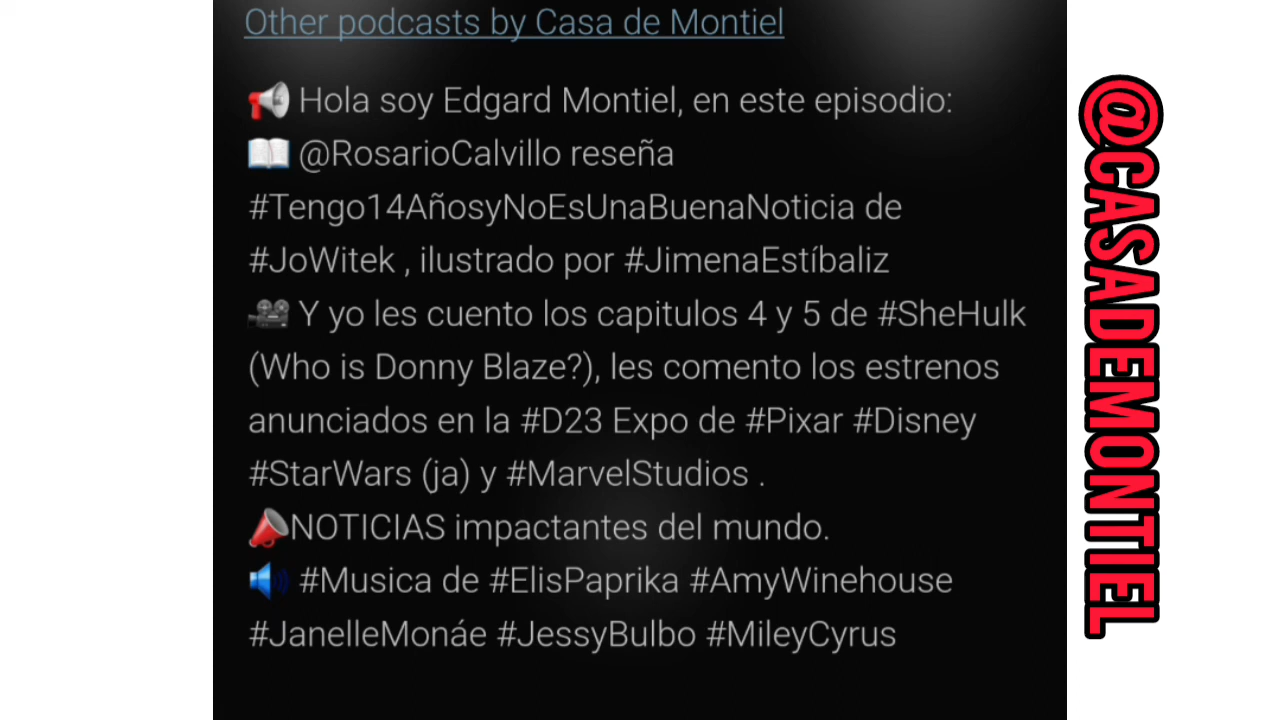 Other podcasts by Casa de Montiel
📢 Hola soy Edgard Montiel, en este episodio:
📖 @RosarioCalvillo reseña
#Tengo14AñosyNoEsUnaBuenaNoticia de
#JoWitek , ilustrado por #JimenaEstíbaliz
🎥 Y yo les cuento los capitulos 4 y 5 de #SheHulk
(Who is Donny Blaze?), les comento los estrenos
anunciados en la #D23 Expo de #Pixar #Disney
#StarWars (ja) y #MarvelStudios .
📣NOTICIAS impactantes del mundo.
🔊 #Musica de #ElisPaprika #AmyWinehouse
#JanelleMonáe #JessyBulbo #MileyCyrus
@CASADEMONTIEL